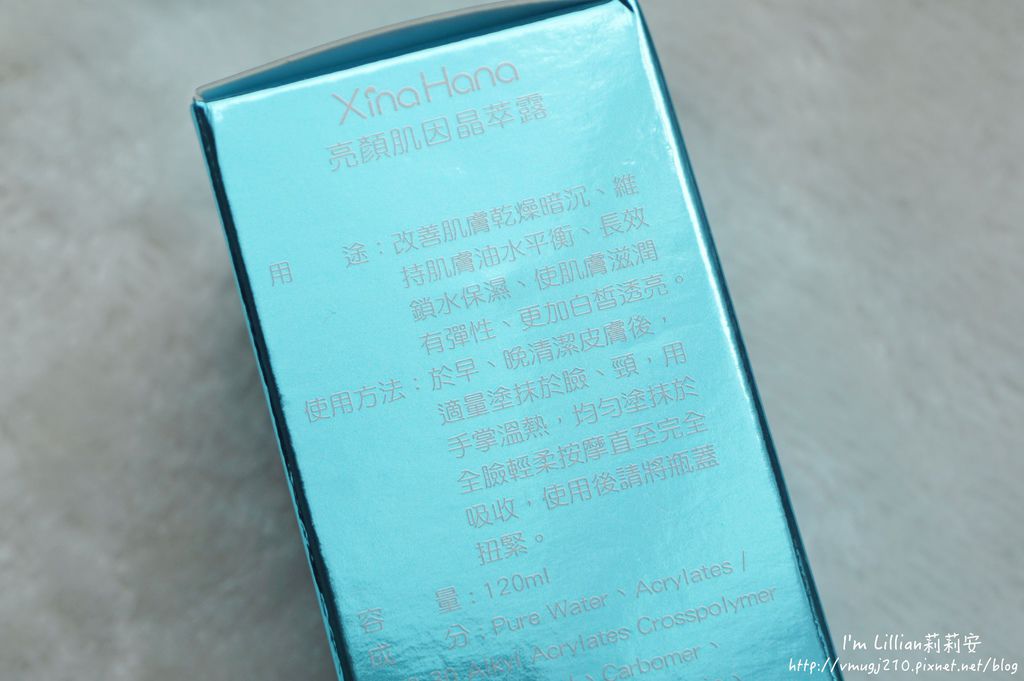 XinaHana
亮顏肌因晶萃露
用途：改善肌膚乾燥暗沉、維
持肌膚油水平衡、長效
鎖水保濕、使肌膚滋潤
有彈性、更加白皙透亮。
使用方法：於早、晚清潔皮膚後，
適量塗抹於臉、頸，用
手掌溫熱，均勻塗抹於
全臉輕柔按摩直至完全
吸收，使用後請將瓶蓋
扭緊。
容量：120ml
成分：Pure Water、Acrylates /
Alkyl Acrylates Crosspolymer
、Carbomer、
I'm Lillian莉莉安
http://vmugj210.pixnet.net/blog